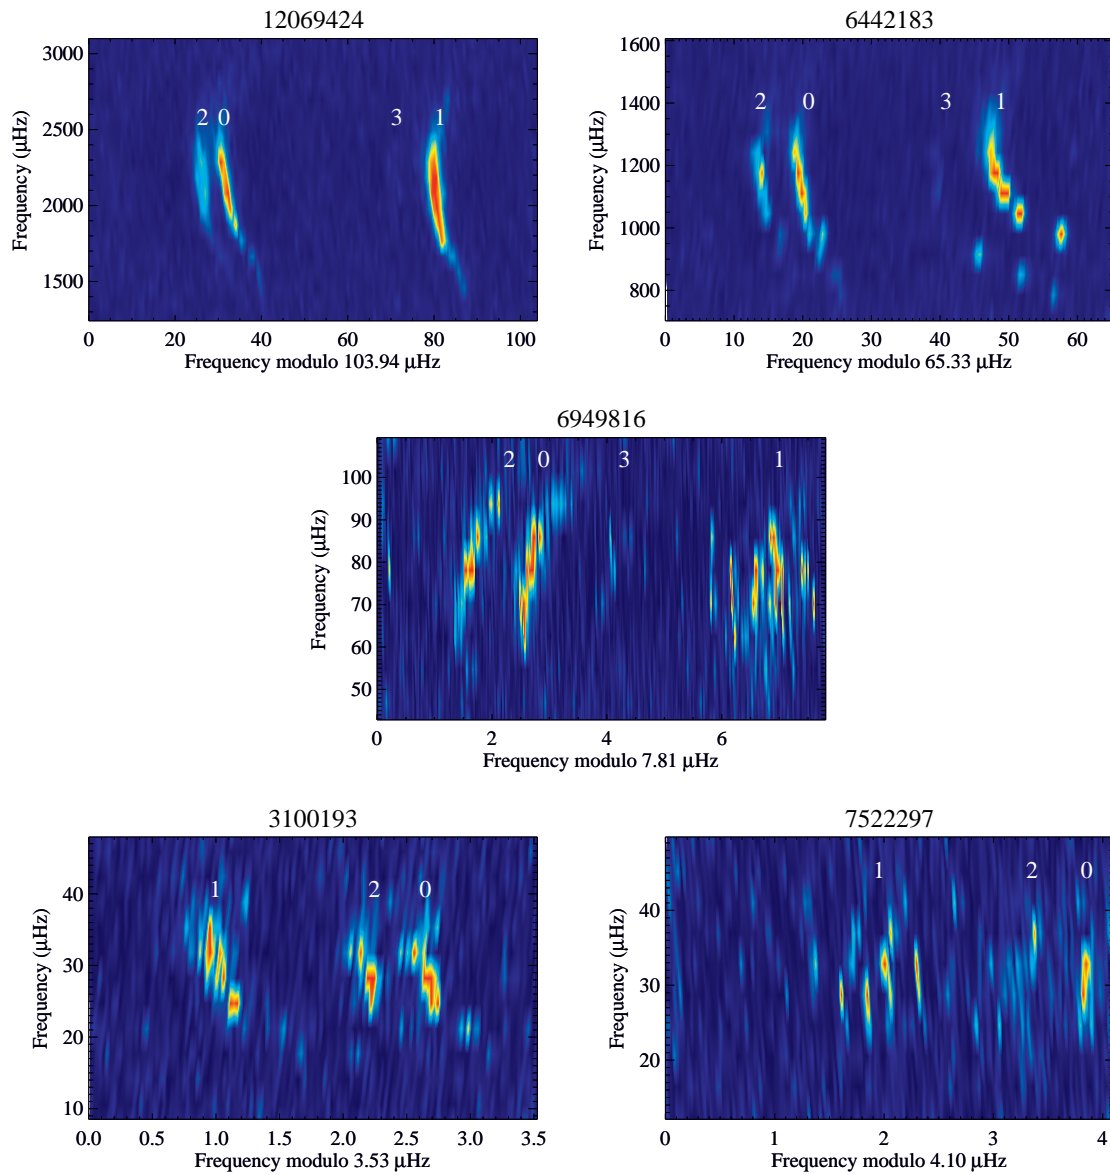 12069424
3000
2500
2000
1500
Frequency (μHz)
2 0 3 1
0 20 40 60 80 100
Frequency modulo 103.94 μHz
6442183
1600
1400
1200
1000
800
Frequency (μHz)
2 0 3 1
0 10 20 30 40 50 60
Frequency modulo 65.33 μHz
6949816
100
90
80
70
60
50
Frequency (μHz)
2 0 3 1
0 2 4 6
Frequency modulo 7.81 μHz
3100193
40
30
20
10
Frequency (μHz)
1 2 0
0.0 0.5 1.0 1.5 2.0 2.5 3.0 3.5
Frequency modulo 3.53 μHz
7522297
40
30
20
Frequency (μHz)
1 2 0
0 1 2 3 4
Frequency modulo 4.10 μHz